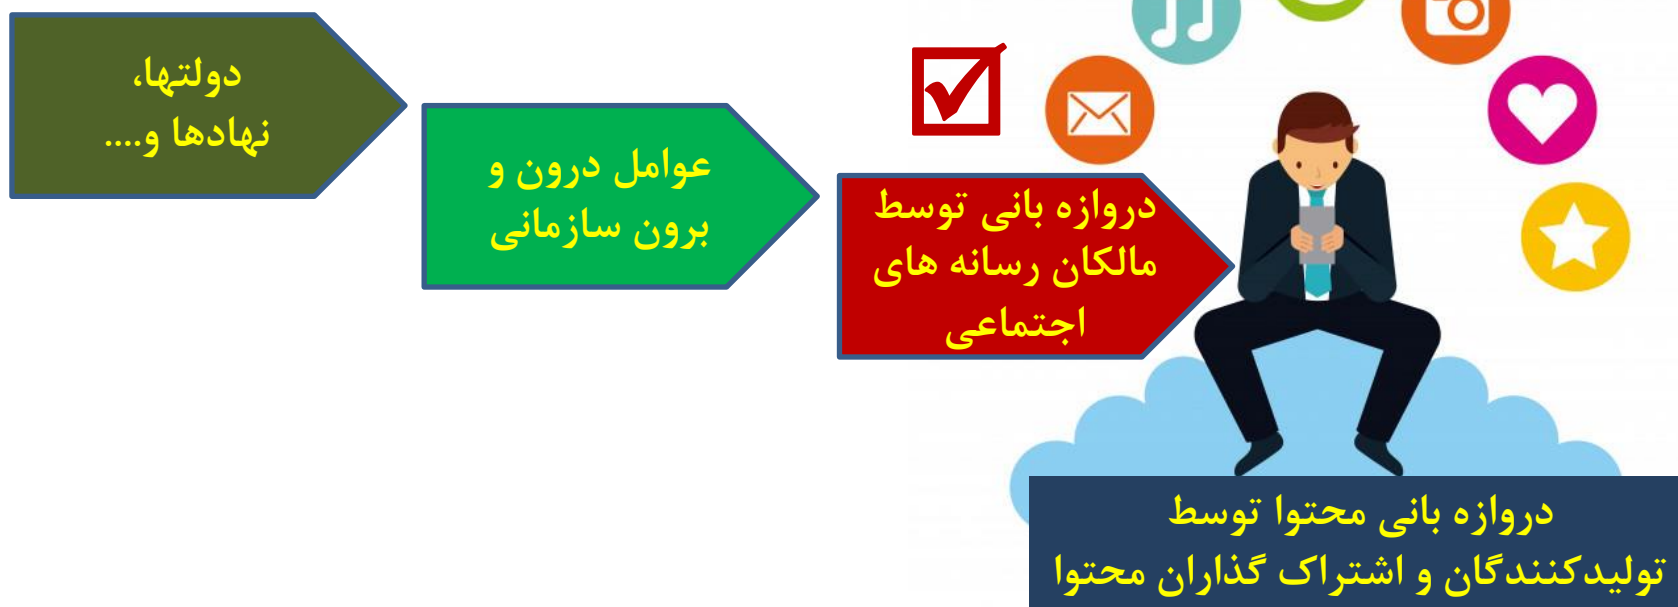 دولتها،
نهادها و....
عوامل درون و
برون سازمانی
دروازه بانی توسط
مالکان رسانه های
اجتماعی
دروازه بانی محتوا توسط
تولیدکنندگان و اشتراک گذاران محتوا